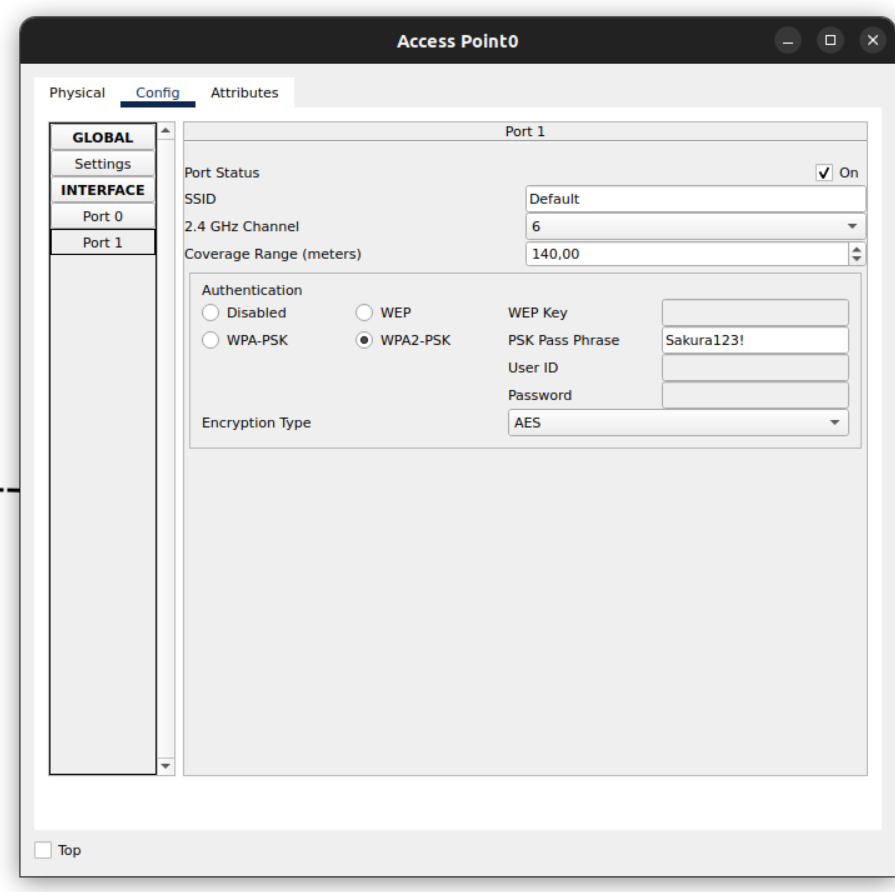 Access Point0
Physical Config Attributes
GLOBAL
Settings
INTERFACE
Port 0
Port 1
Port 1
Port Status On
SSID Default
2.4 GHz Channel 6
Coverage Range (meters) 140,00
Authentication
Disabled WEP WEP Key
WPA-PSK WPA2-PSK PSK Pass Phrase Sakura123!
User ID
Password
Encryption Type AES
Top